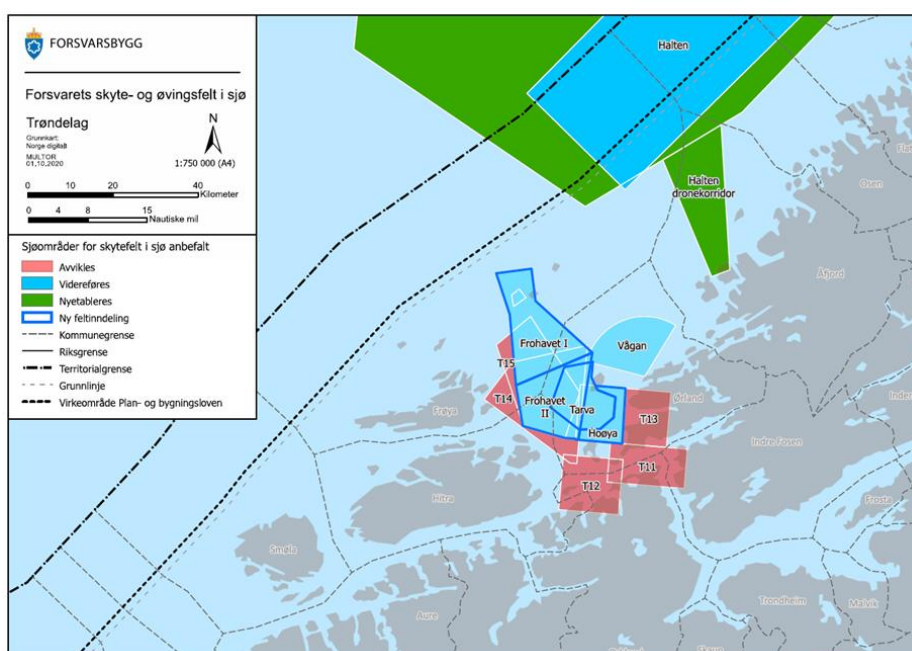 FORSVARSBYGG
Forsvarets skyte- og øvingsfelt i sjø
Trøndelag
Grunnkart:
Norge digitalt
MULTOR
01.10.2020
N
1:750 000 (A4)
0 10 20 40
Kilometer
0 4 8 15
Nautiske mil
Sjøområder for skytefelt i sjø anbefalt
Avvikles
Videreføres
Nyetableres
Ny feltinndeling
Kommunegrense
Riksgrense
Territorialgrense
Grunnlinje
Virkeområde Plan- og bygningsloven
Halten
Halten
dronekorridor
Osen
Åfjord
Frohavet I
Vågan
T15
T14
Frøya
Frohavet
II
Tarva
Hoøya
T13
Ørland
Indre Fosen
T11
T12
Hitra
Frosta
Smøla
Trondheim
Malvik
Aure
Skaun